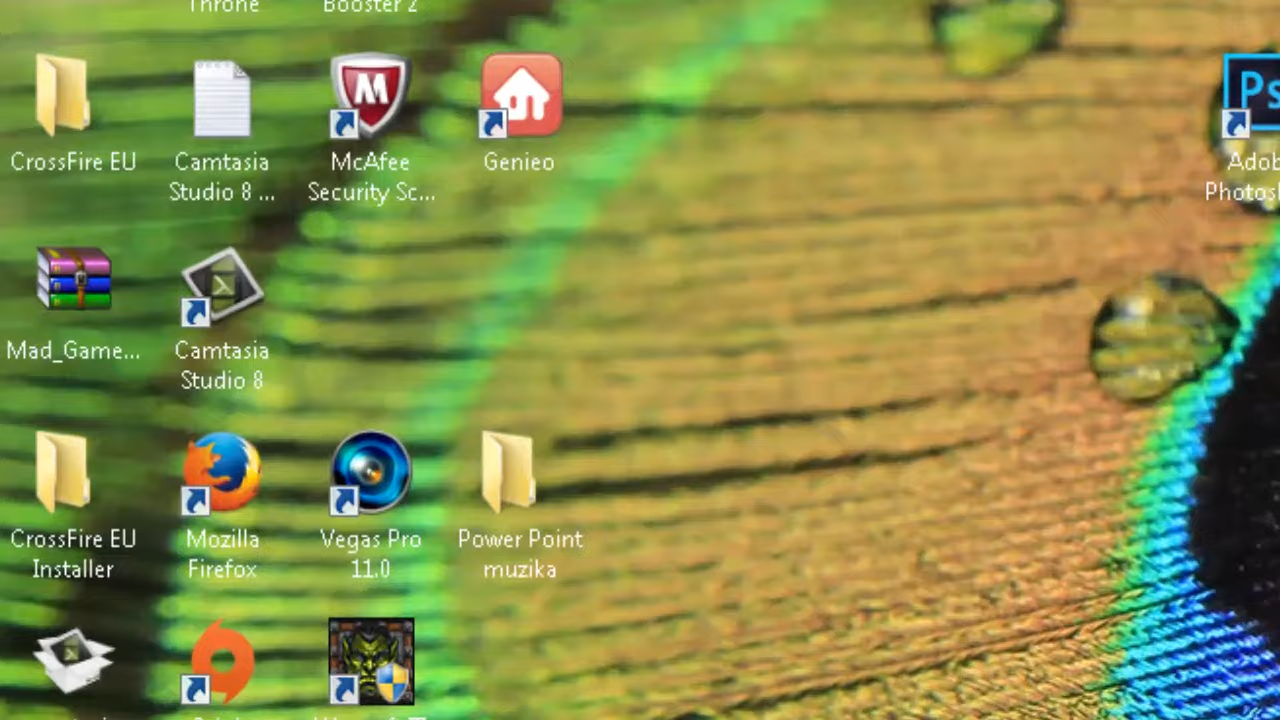 Throne
Booster 2
CrossFire EU
Camtasia
Studio 8 ...
McAfee
Security Sc...
Genieo
Ps
Adob
Photosh
Mad_Game...
Camtasia
Studio 8
CrossFire EU
Installer
Mozilla
Firefox
Vegas Pro
11.0
Power Point
muzika